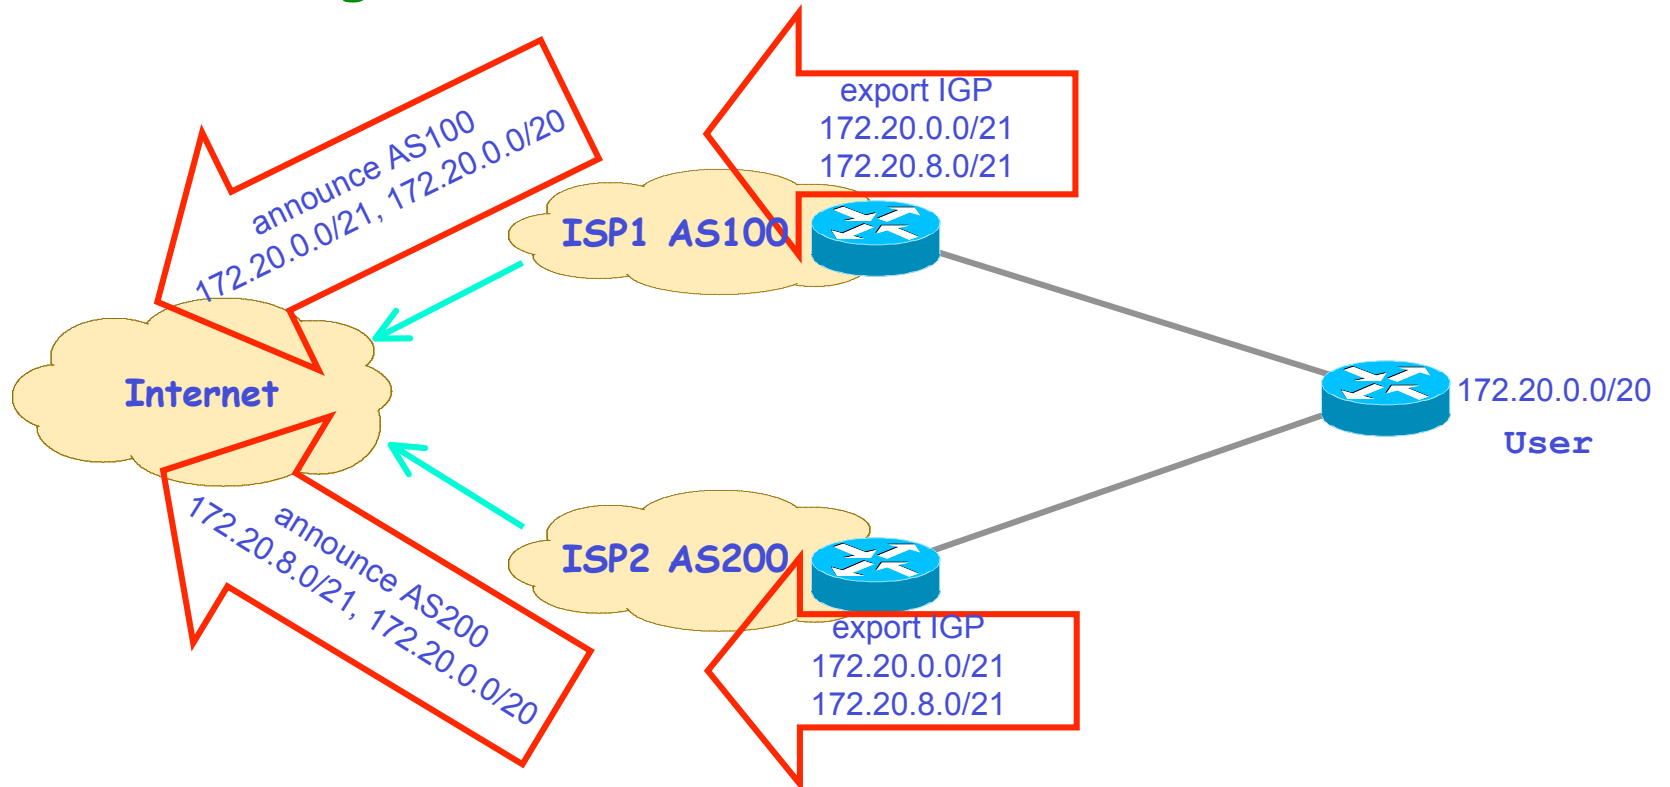 g
export IGP
172.20.0.0/21
172.20.8.0/21
announce AS100
172.20.0.0/21, 172.20.0.0/20
ISP1 AS100
Internet
172.20.0.0/20
User
announce AS200
172.20.8.0/21, 172.20.0.0/20
ISP2 AS200
export IGP
172.20.0.0/21
172.20.8.0/21